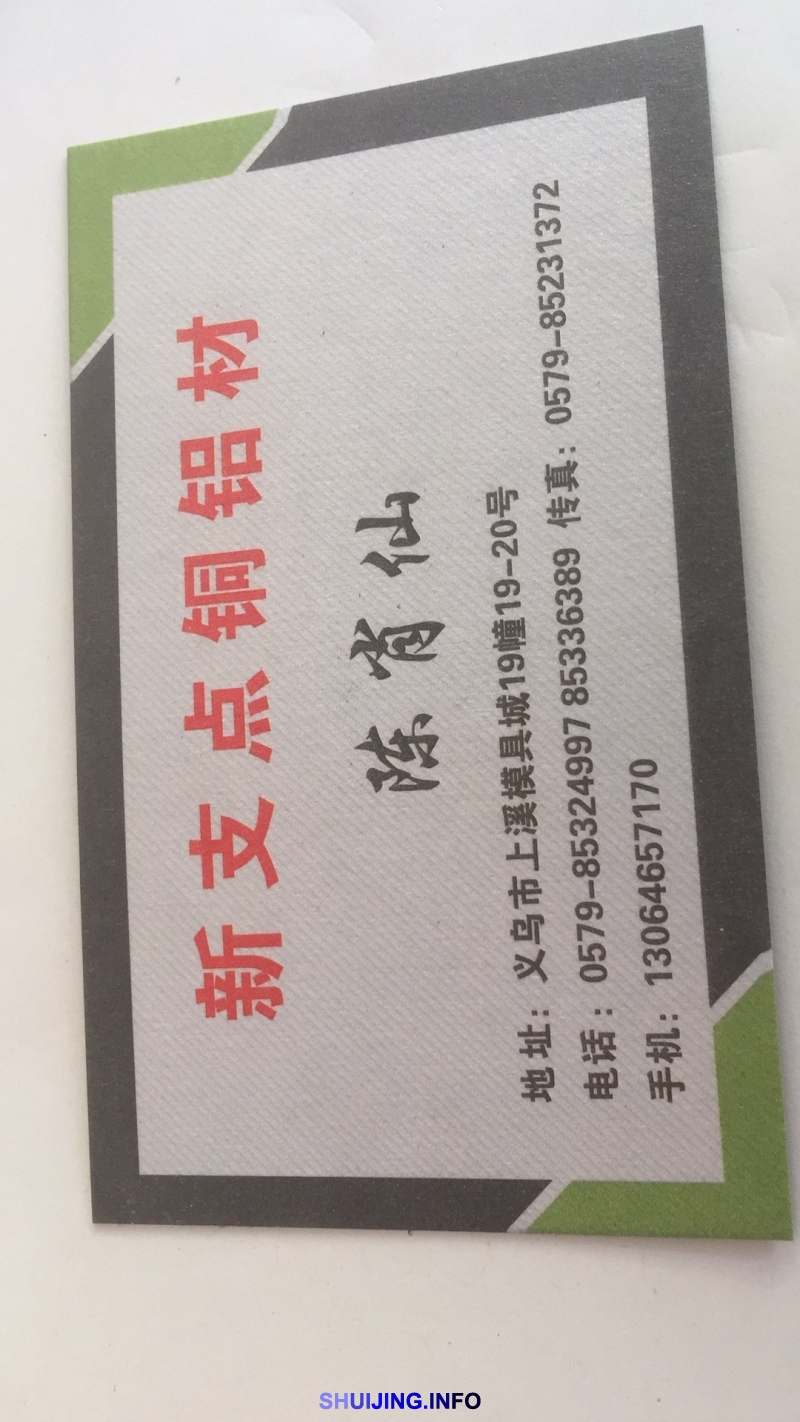 新支点铜铝材
陈肖仙
地址：义乌市上溪模具城19幢19-20号
电话：0579-85324997 85336389 传真：0579-85231372
手机：13064657170
SHUIJING.INFO